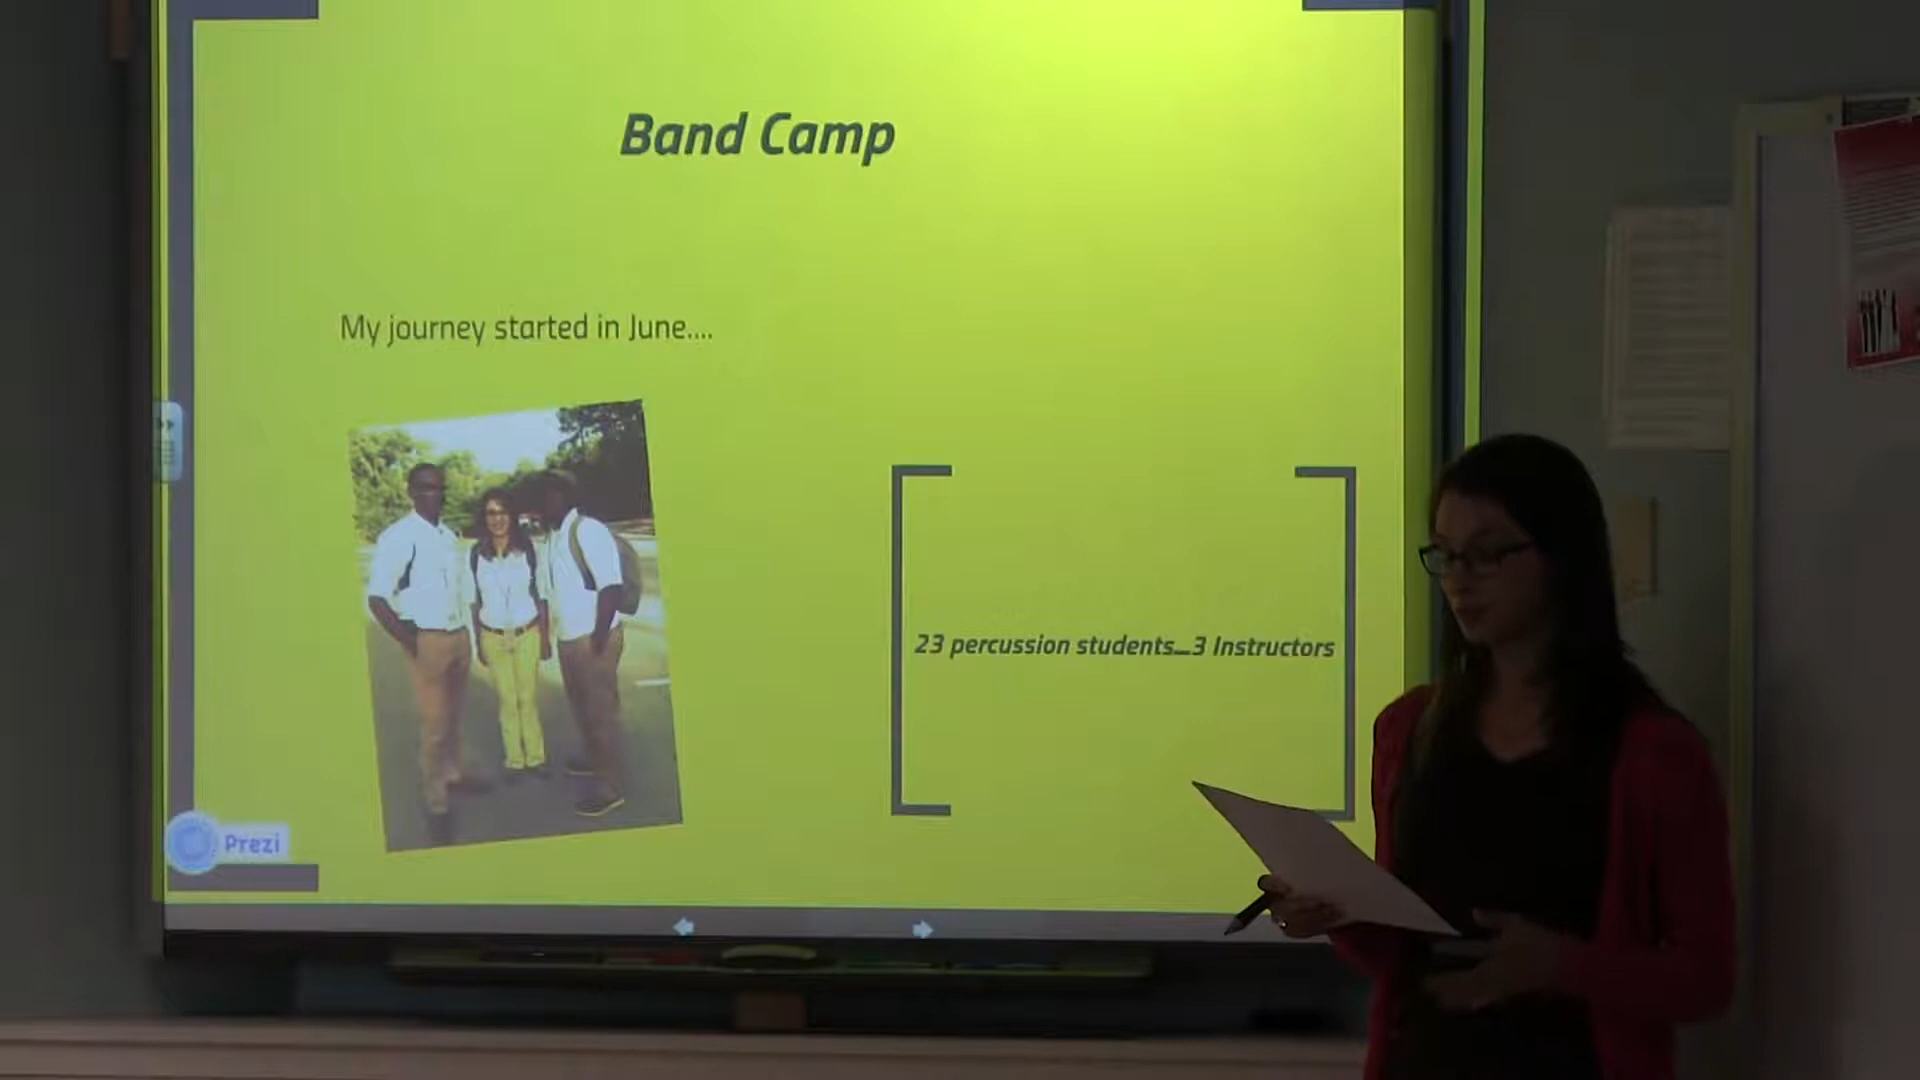 Band Camp
My journey started in June....
23 percussion students...3 Instructors
Prezi